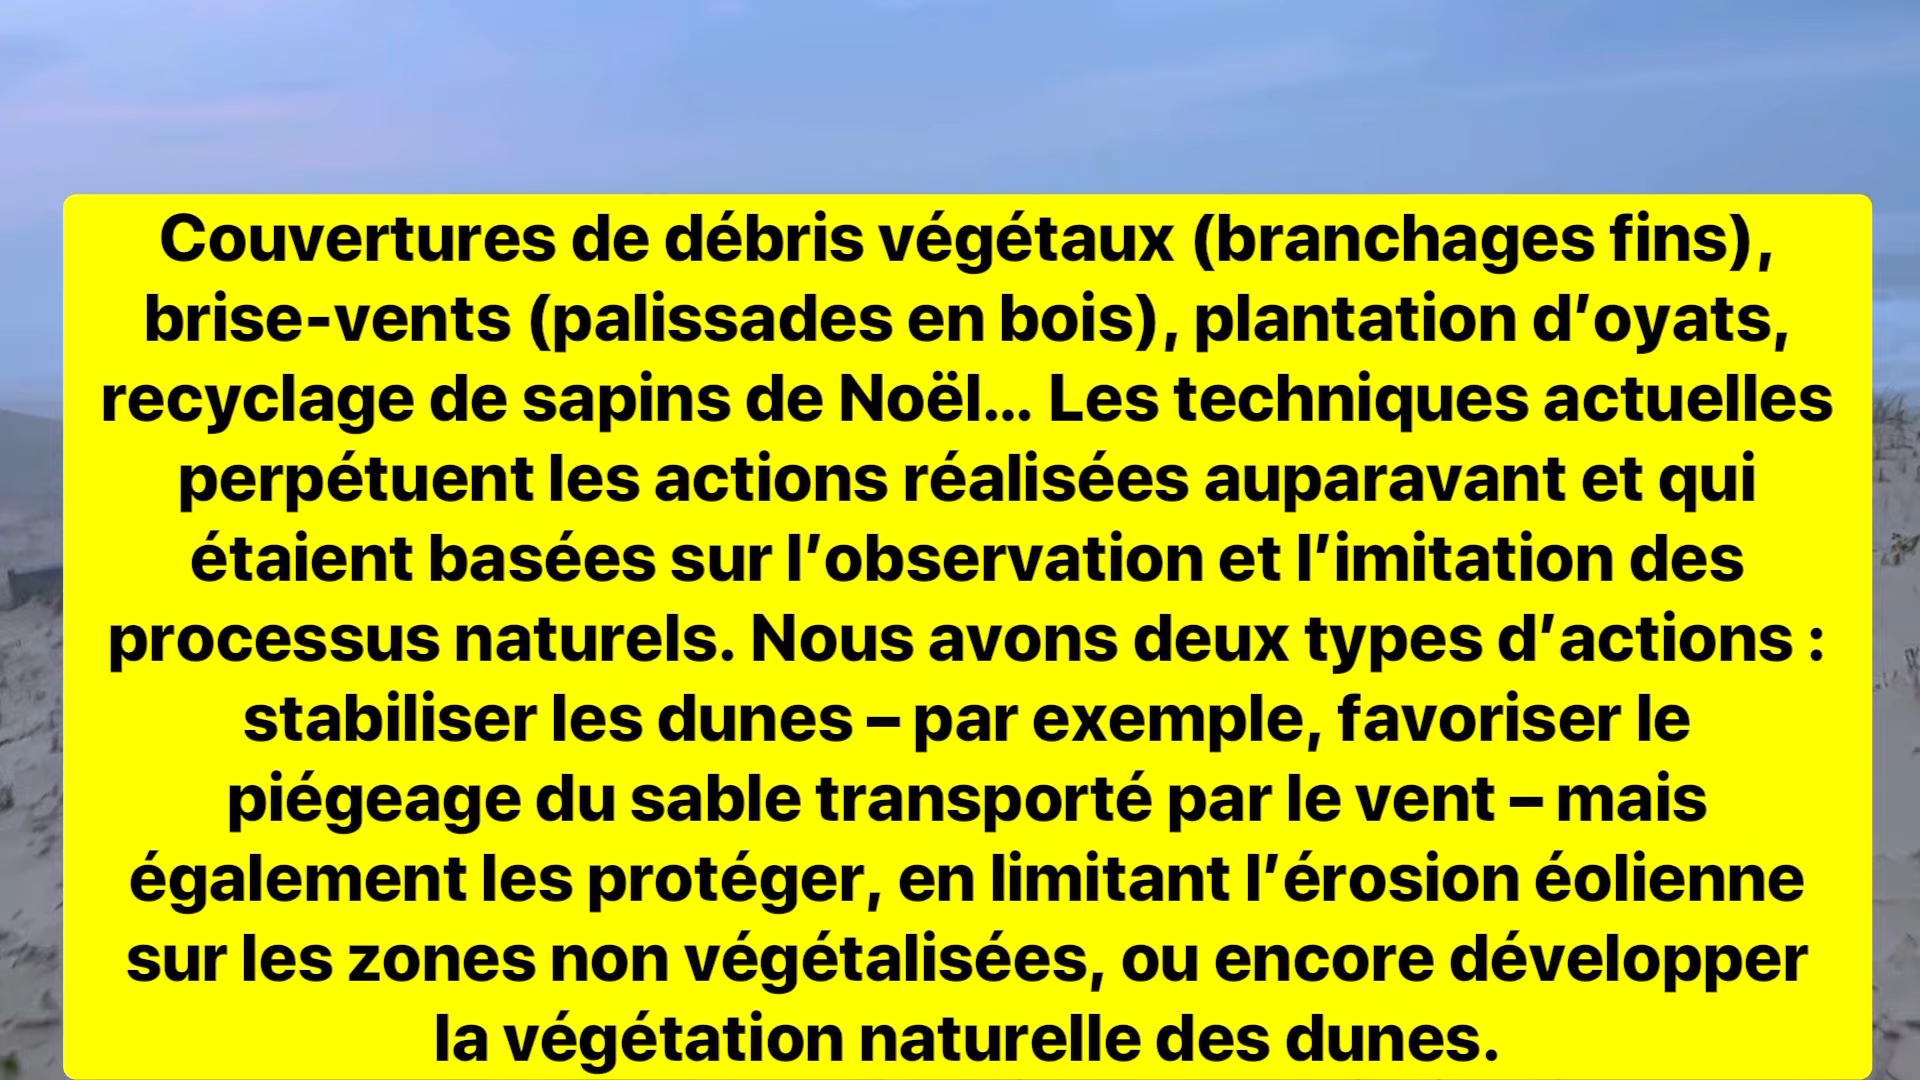 Couvertures de débris végétaux (branchages fins),
brise-vents (palissades en bois), plantation d’oyats,
recyclage de sapins de Noël… Les techniques actuelles
perpétuent les actions réalisées auparavant et qui
étaient basées sur l’observation et l’imitation des
processus naturels. Nous avons deux types d’actions :
stabiliser les dunes – par exemple, favoriser le
piégeage du sable transporté par le vent – mais
également les protéger, en limitant l’érosion éolienne
sur les zones non végétalisées, ou encore développer
la végétation naturelle des dunes.